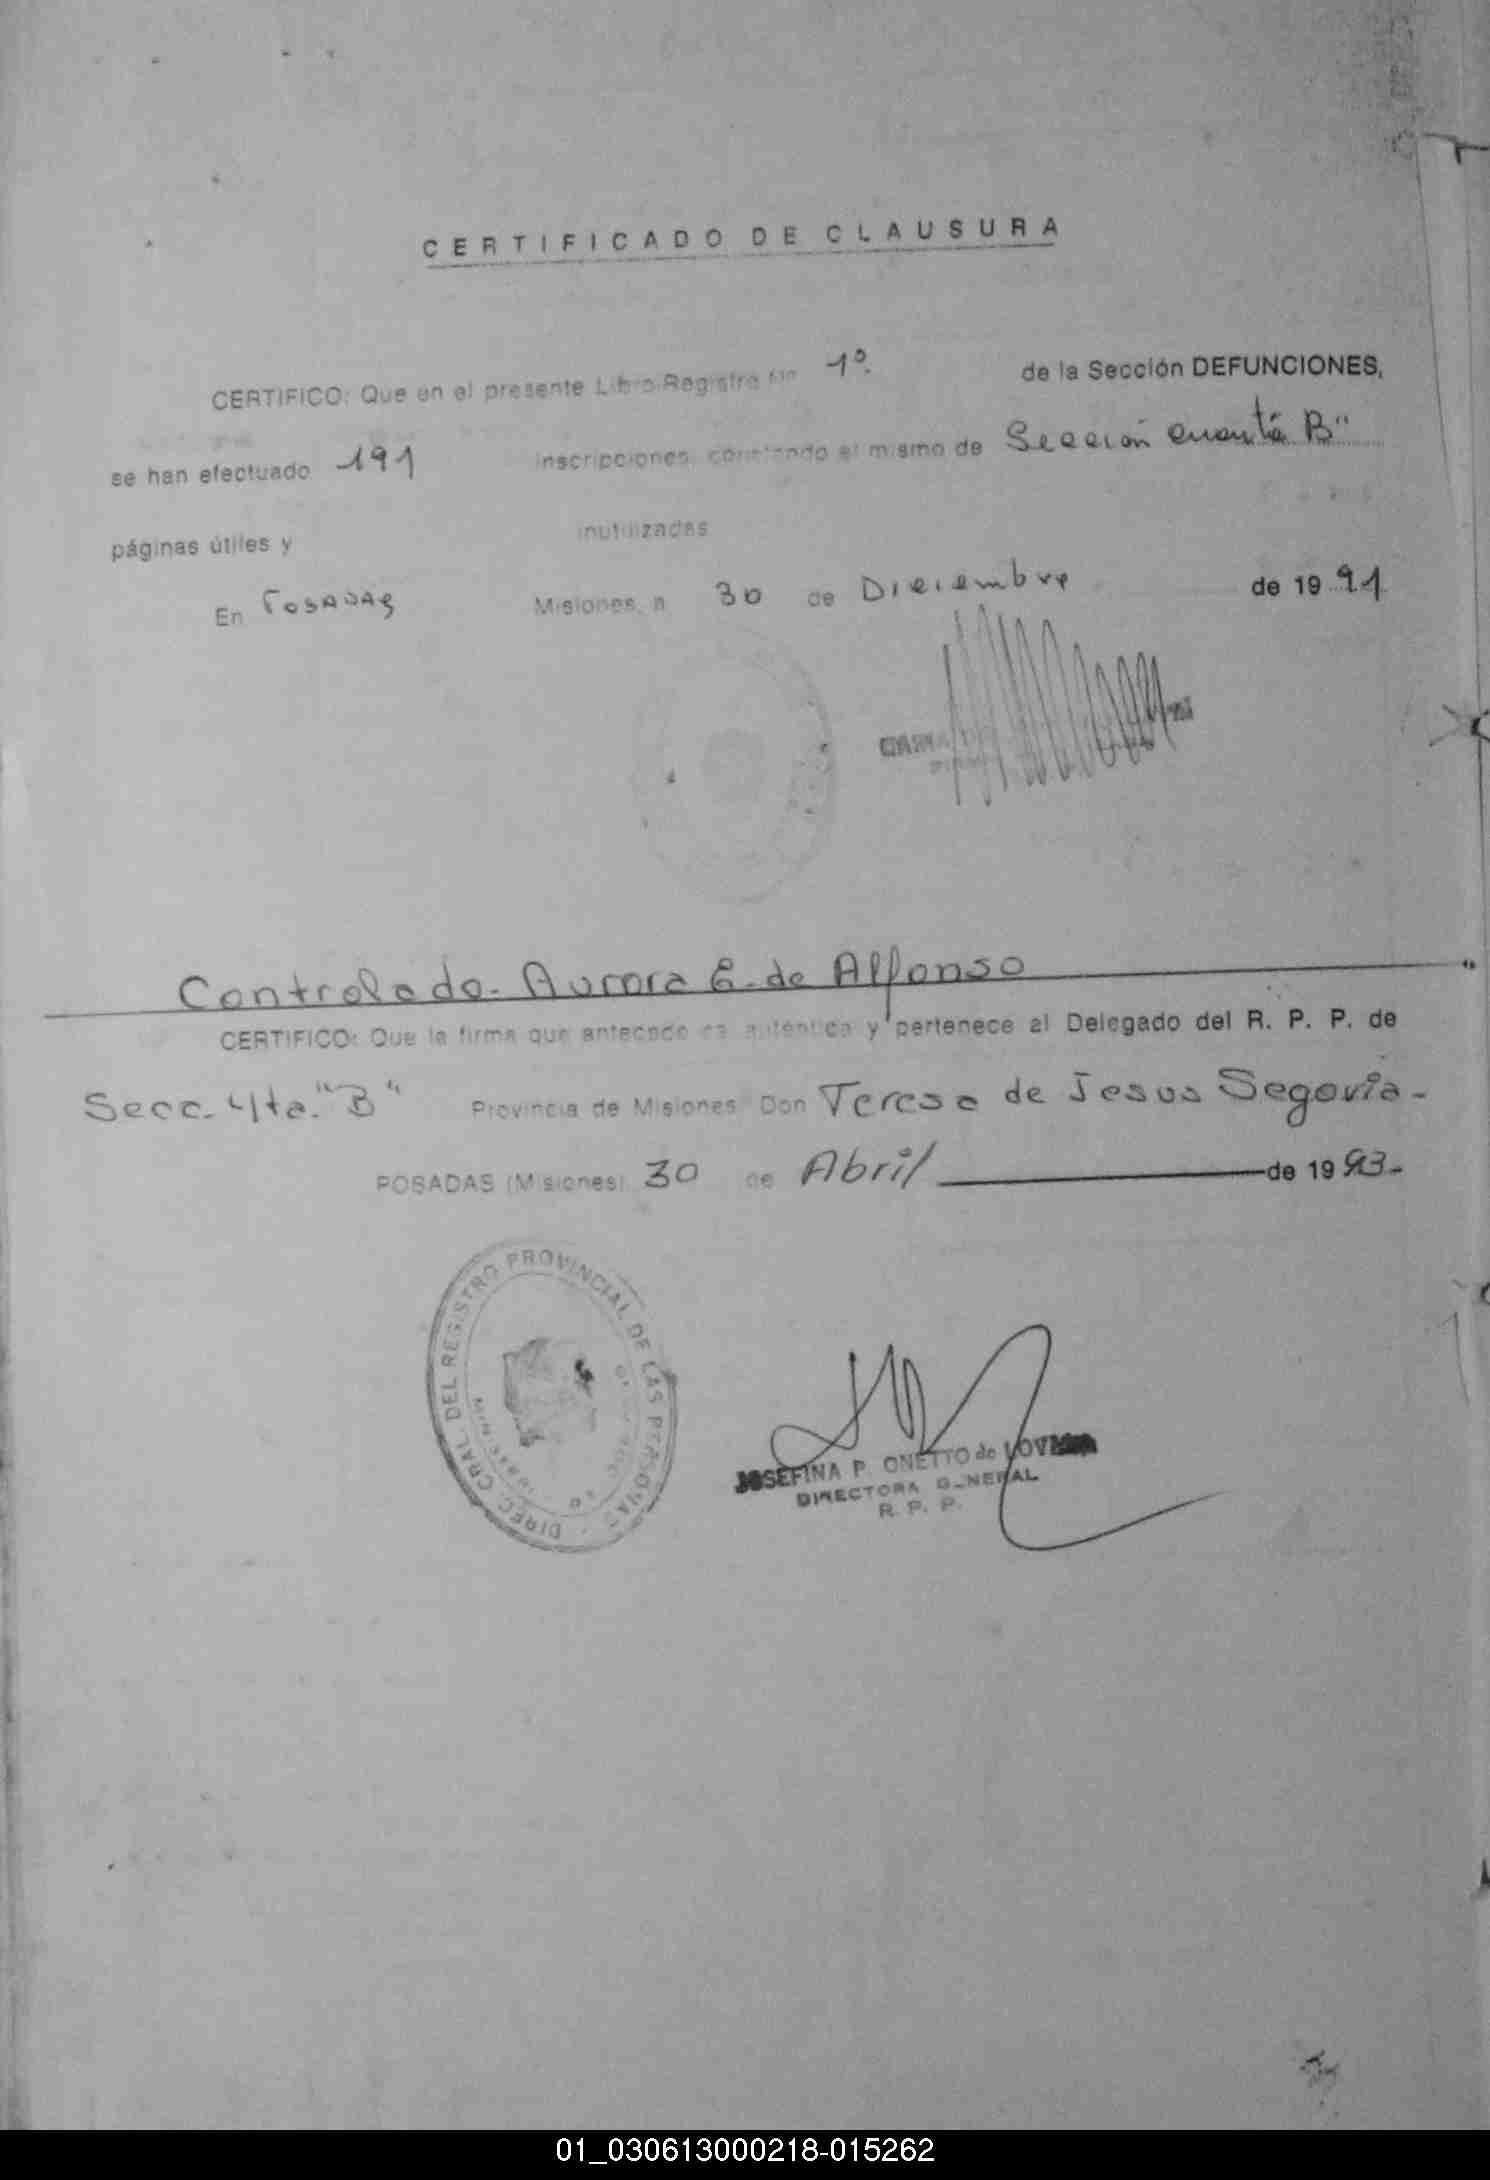 CERTIFICADO DE CLAUSURA
CERTIFICO: Que en el presente Libro Registro Nº 1º. de la Sección DEFUNCIONES,
se han efectuado 191 inscripciones, constando el mismo de Sección cuarta B"
páginas útiles y inutilizadas
En Posadas Misiones, a 30 de Diciembre de 1991
Controlado. Aurora E. de Alfonso
CERTIFICO: Que la firma que antecede es auténtica y pertenece al Delegado del R. P. P. de
Secc. 4ta. "B" Provincia de Misiones Don Teresa de Jesus Segovia-
POSADAS (Misiones) 30 de Abril de 1993-
DIREC. GRAL. DEL REGISTRO PROVINCIAL DE LAS PERSONAS
JOSEFINA P. ONETTO de
DIRECTORA GENERAL
R. P. P.
01_030613000218-015262